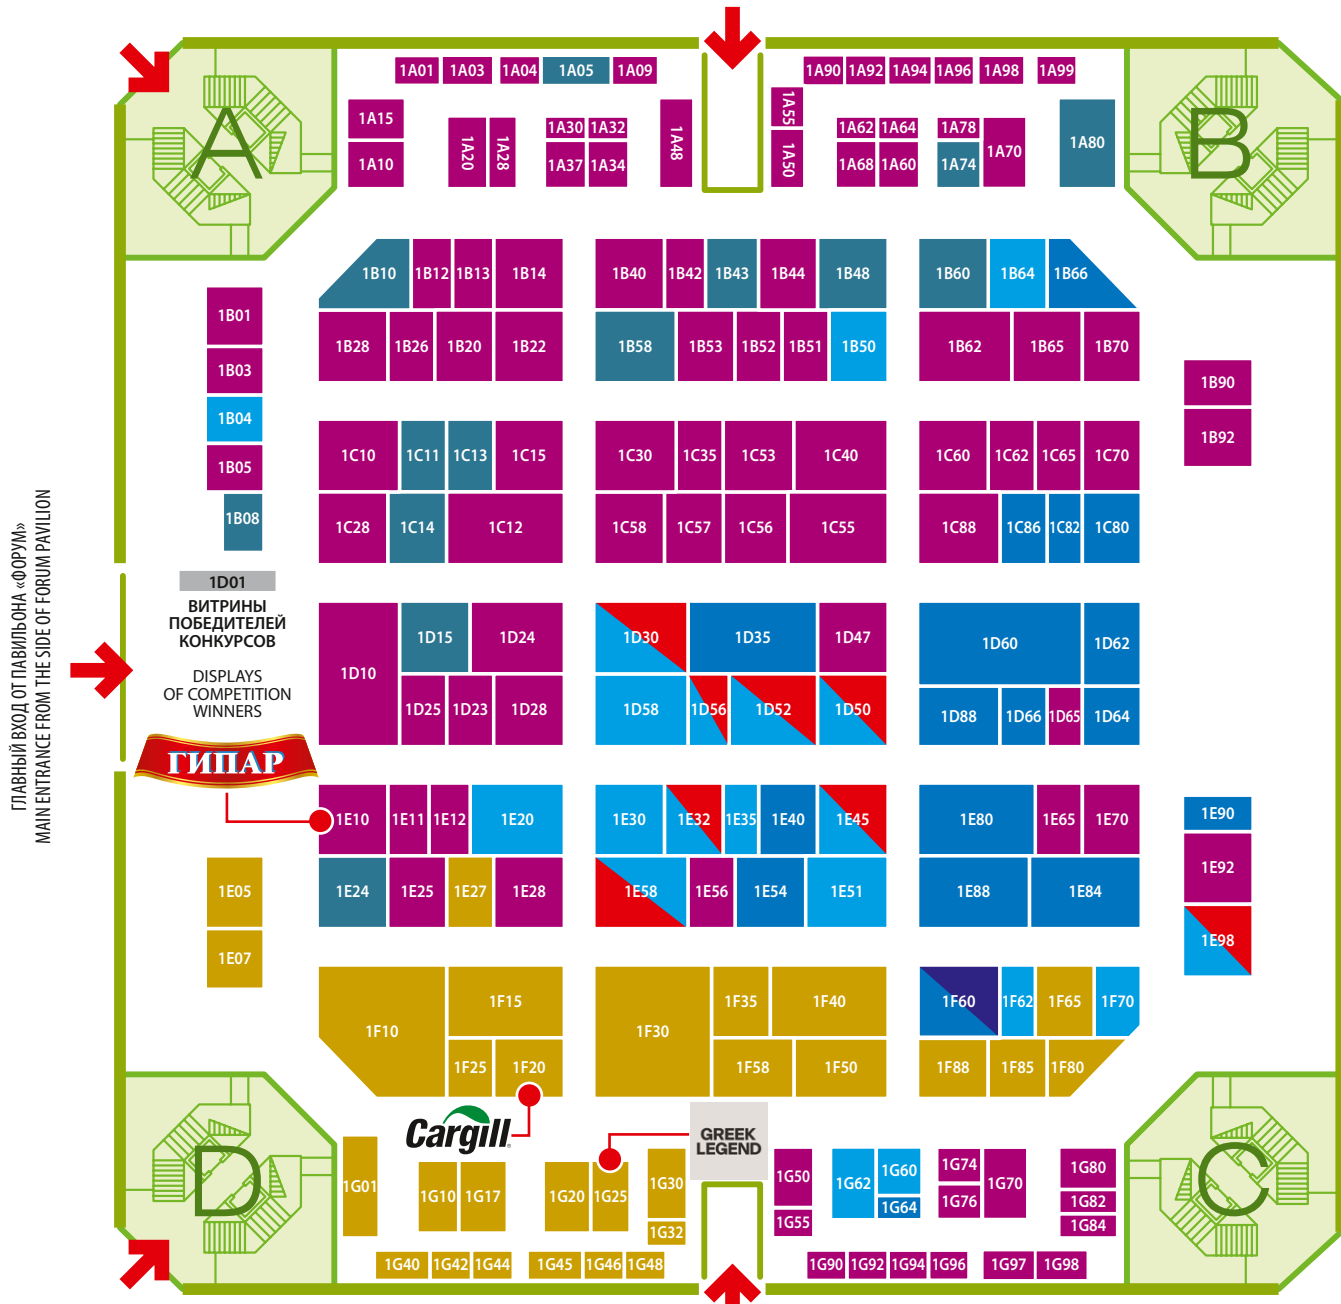 1A01 1A03 1A04 1A05 1A09 1A90 1A92 1A94 1A96 1A98 1A99
1A15 1A30 1A32 1A55 1A62 1A64 1A78
1A10 1A20 1A28 1A37 1A34 1A48 1A50 1A68 1A60 1A74 1A70 1A80
A B
1B10 1B12 1B13 1B14 1B40 1B42 1B43 1B44 1B48 1B60 1B64 1B66
1B01
1B28 1B26 1B20 1B22 1B58 1B53 1B52 1B51 1B50 1B62 1B65 1B70
1B03 1B90
1B04
1B92
1C10 1C11 1C13 1C15 1C30 1C35 1C53 1C40 1C60 1C62 1C65 1C70
1B05
1B08
1C28 1C14 1C12 1C58 1C57 1C56 1C55 1C88 1C86 1C82 1C80
ГЛАВНЫЙ ВХОД ОТ ПАВИЛЬОНА «ФОРУМ»
MAIN ENTRANCE FROM THE SIDE OF FORUM PAVILION
1D01
ВИТРИНЫ
ПОБЕДИТЕЛЕЙ
КОНКУРСОВ
DISPLAYS
OF COMPETITION
WINNERS
1D10 1D15 1D24 1D30 1D35 1D47 1D60 1D62
1D25 1D23 1D28 1D58 1D56 1D52 1D50 1D88 1D66 1D65 1D64
ГИПАР
1E10 1E11 1E12 1E20 1E30 1E32 1E35 1E40 1E45 1E80 1E65 1E70 1E90
1E05 1E24 1E25 1E27 1E28 1E58 1E56 1E54 1E51 1E88 1E84 1E92
1E07 1E98
1F10 1F15 1F30 1F35 1F40 1F60 1F62 1F65 1F70
1F25 1F20 1F58 1F50 1F88 1F85 1F80
Cargill
GREEK
LEGEND
D C
1G01 1G10 1G17 1G20 1G25 1G30 1G50 1G62 1G60 1G74 1G70 1G80
1G32 1G55 1G64 1G76 1G82
1G84
1G40 1G42 1G44 1G45 1G46 1G48 1G90 1G92 1G94 1G96 1G97 1G98